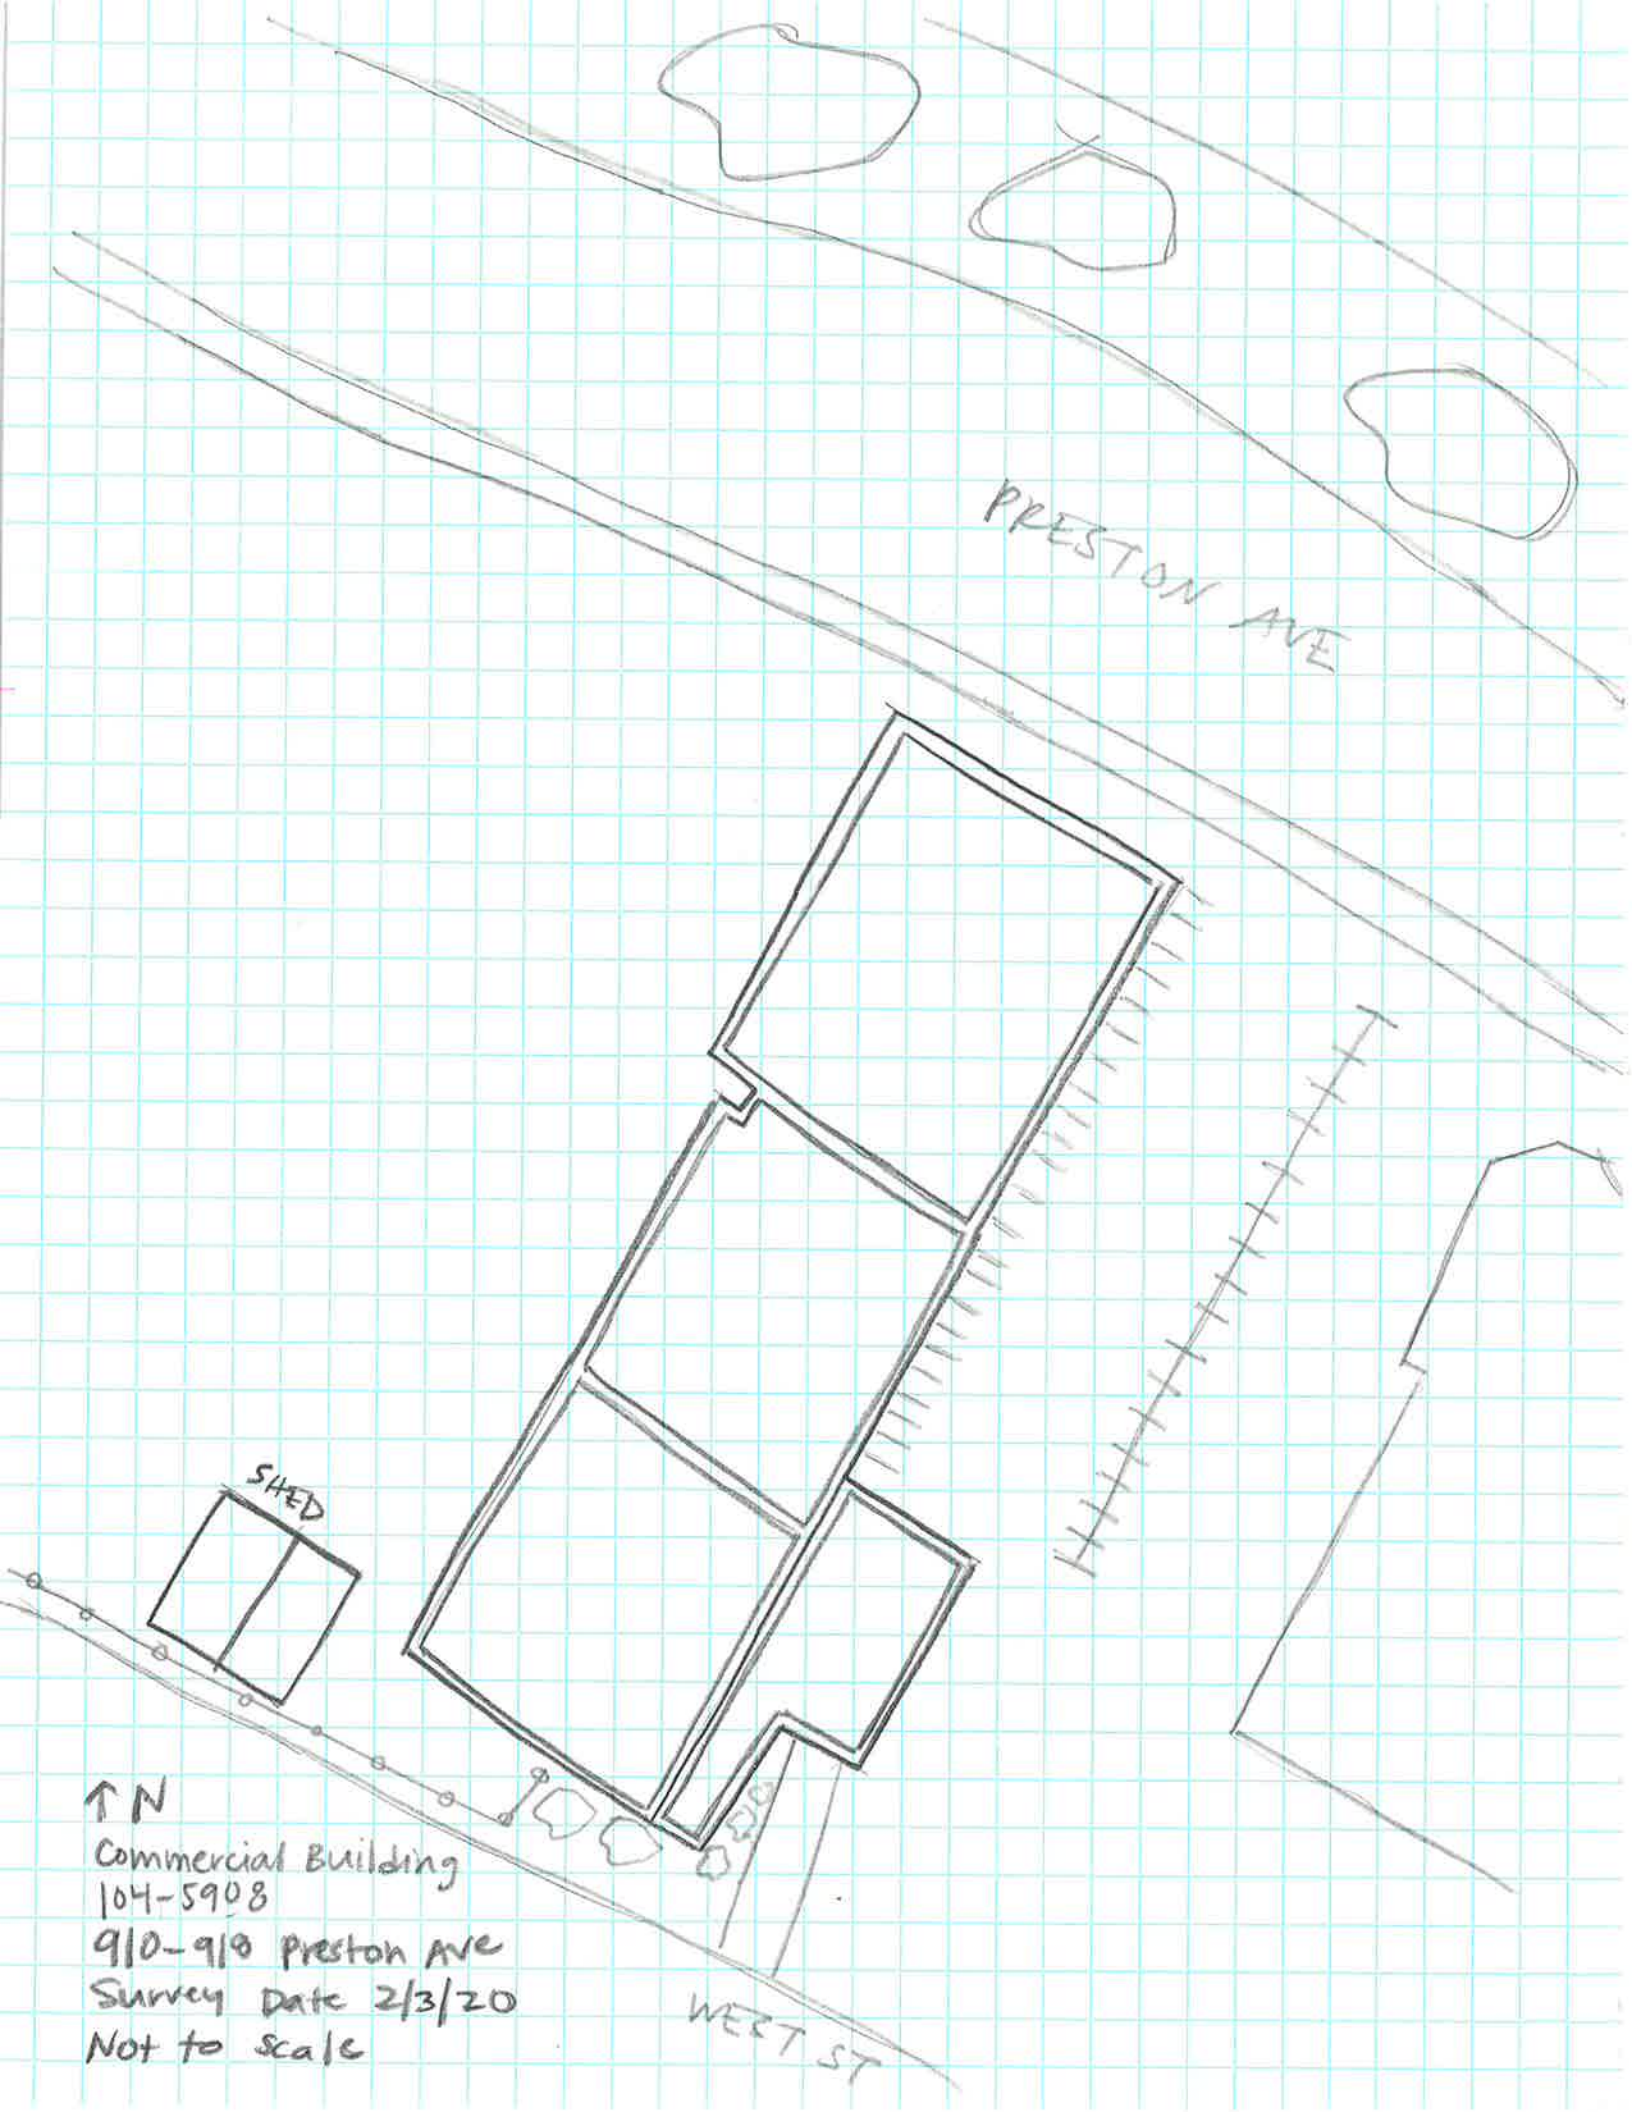 PRESTON AVE
SHED
↑ N
Commercial Building
104-5908
910-918 Preston Ave
Survey Date 2/3/20
Not to scale
WEST ST